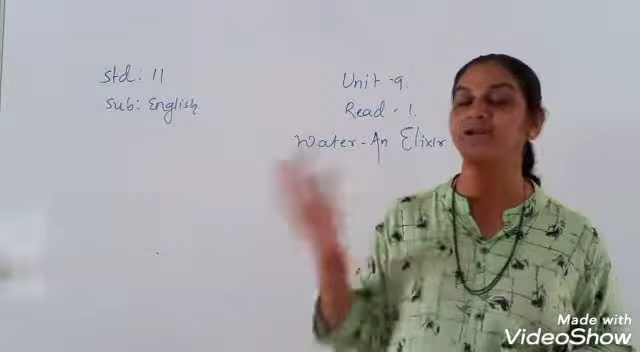 std: 11
Sub: English
Unit - 9.
Read - 1.
Water - An Elixir
Made with
VideoShow